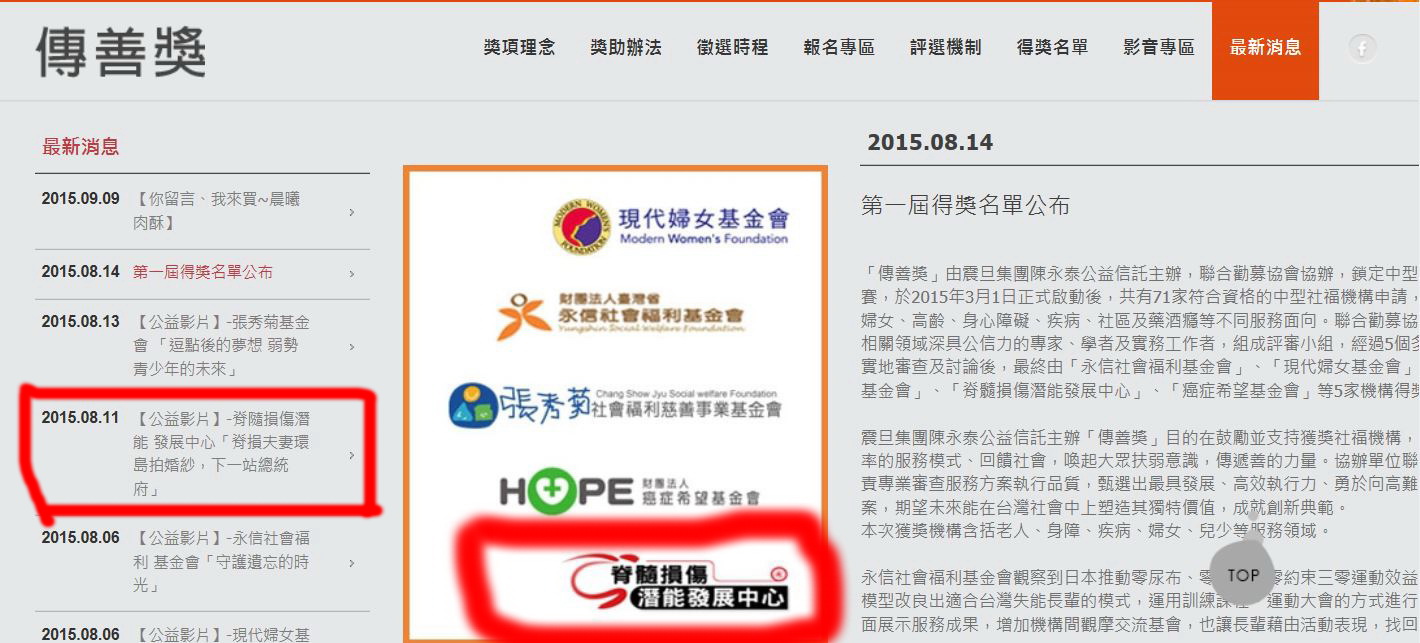 傳善獎
獎項理念 獎助辦法 徵選時程 報名專區 評選機制 得獎名單 影音專區 最新消息 f
最新消息
2015.09.09 【你留言、我來買~晨曦
肉酥】
2015.08.14 第一屆得獎名單公布
2015.08.13 【公益影片】-張秀菊基金
會 「逗點後的夢想 弱勢
青少年的未來」
2015.08.11 【公益影片】-脊隨損傷潛
能 發展中心「脊損夫妻環
島拍婚紗，下一站總統
府」
2015.08.06 【公益影片】-永信社會福
利 基金會「守護遺忘的時
光」
2015.08.06 【公益影片】-現代婦女基
MODERN WOMEN'S FOUNDATION
現代婦女基金會
Modern Women's Foundation
財團法人臺灣省
永信社會福利基金會
Yungshin Social Welfare Foundation
張秀菊
Chang Show Jyu Social welfare Foundation
社會福利慈善事業基金會
HOPE
財團法人
癌症希望基金會
脊髓損傷
潛能發展中心
2015.08.14
第一屆得獎名單公布
「傳善獎」由震旦集團陳永泰公益信託主辦，聯合勸募協會協辦，鎖定中型
賽，於2015年3月1日正式啟動後，共有71家符合資格的中型社福機構申請，
婦女、高齡、身心障礙、疾病、社區及藥酒癮等不同服務面向。聯合勸募協
相關領域深具公信力的專家、學者及實務工作者，組成評審小組，經過5個多
實地審查及討論後，最終由「永信社會福利基金會」、「現代婦女基金會」
基金會」、「脊髓損傷潛能發展中心」、「癌症希望基金會」等5家機構得獎
震旦集團陳永泰公益信託主辦「傳善獎」目的在鼓勵並支持獲獎社福機構，
率的服務模式、回饋社會，喚起大眾扶弱意識，傳遞善的力量。協辦單位聯
責專業審查服務方案執行品質，甄選出最具發展、高效執行力、勇於向高難
案，期望未來能在台灣社會中上塑造其獨特價值，成就創新典範。
本次獲獎機構含括老人、身障、疾病、婦女、兒少等服務領域。
永信社會福利基金會觀察到日本推動零尿布、零 零約束三零運動效益
模型改良出適合台灣失能長輩的模式，運用訓練課程、運動大會的方式進行
面展示服務成果，增加機構間觀摩交流基會，也讓長輩藉由活動表現，找回
TOP